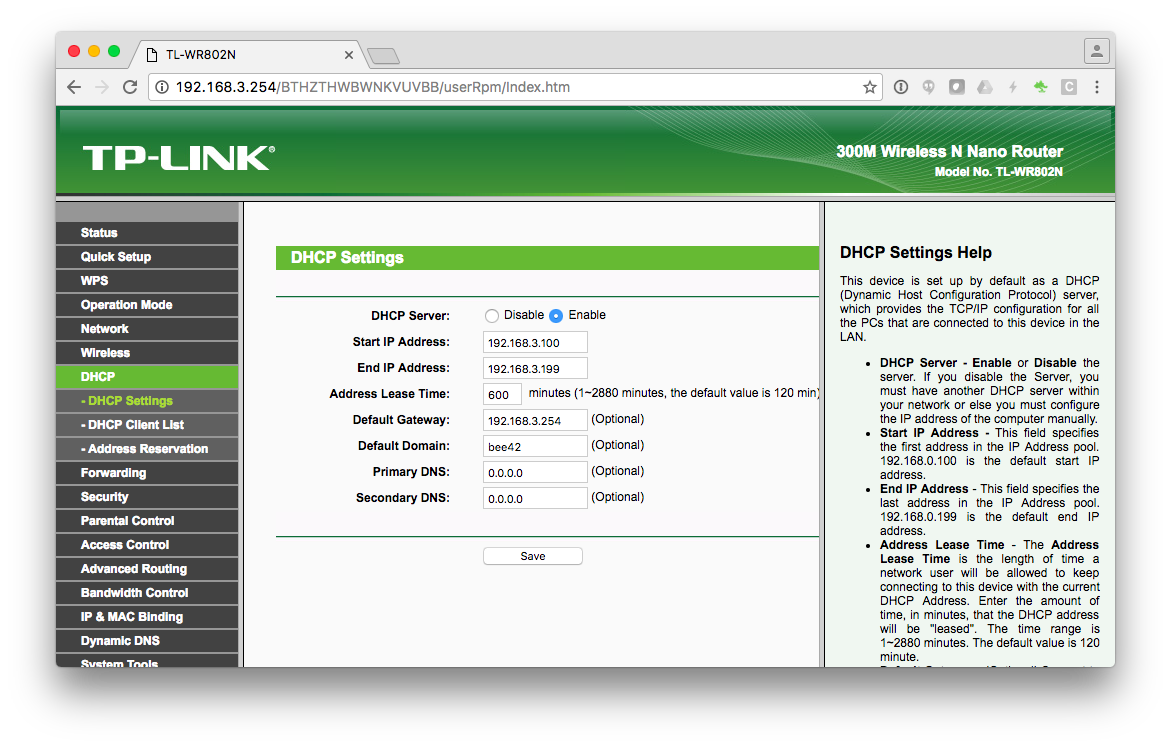 TL-WR802N
192.168.3.254/BTHZTHWBWNKVUVBB/userRpm/Index.htm
TP-LINK®
300M Wireless N Nano Router
Model No. TL-WR802N
Status
Quick Setup
WPS
Operation Mode
Network
Wireless
DHCP
- DHCP Settings
- DHCP Client List
- Address Reservation
Forwarding
Security
Parental Control
Access Control
Advanced Routing
Bandwidth Control
IP & MAC Binding
Dynamic DNS
System Tools
DHCP Settings
DHCP Server: Disable Enable
Start IP Address: 192.168.3.100
End IP Address: 192.168.3.199
Address Lease Time: 600 minutes (1~2880 minutes, the default value is 120 min)
Default Gateway: 192.168.3.254 (Optional)
Default Domain: bee42 (Optional)
Primary DNS: 0.0.0.0 (Optional)
Secondary DNS: 0.0.0.0 (Optional)
Save
DHCP Settings Help
This device is set up by default as a DHCP
(Dynamic Host Configuration Protocol) server,
which provides the TCP/IP configuration for all
the PCs that are connected to this device in the
LAN.
• DHCP Server - Enable or Disable the
server. If you disable the Server, you
must have another DHCP server within
your network or else you must configure
the IP address of the computer manually.
• Start IP Address - This field specifies
the first address in the IP Address pool.
192.168.0.100 is the default start IP
address.
• End IP Address - This field specifies the
last address in the IP Address pool.
192.168.0.199 is the default end IP
address.
• Address Lease Time - The Address
Lease Time is the length of time a
network user will be allowed to keep
connecting to this device with the current
DHCP Address. Enter the amount of
time, in minutes, that the DHCP address
will be "leased". The time range is
1~2880 minutes. The default value is 120
minute.